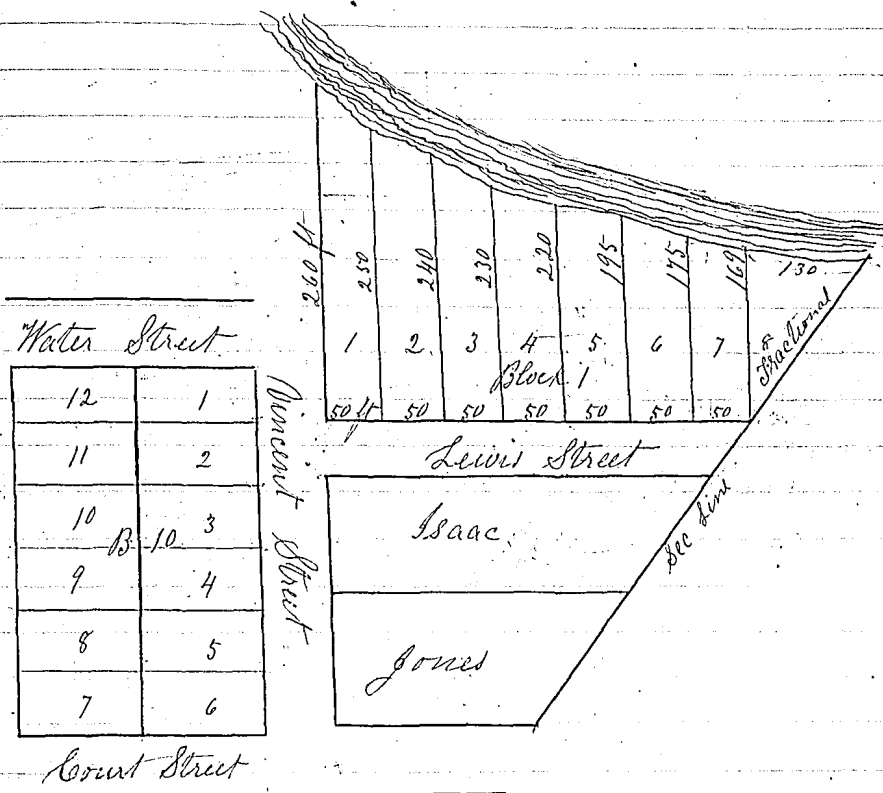 260 ft
250
240
230
220
195
175
169
130
1
2
3
4
5
6
7
8 Fractional
Block 1
50 ft
50
50
50
50
50
50
Water Street
Vincent Street
Lewis Street
Sec Line
12
1
11
2
10
3
B 10
9
4
8
5
7
6
Isaac
Jones
Court Street